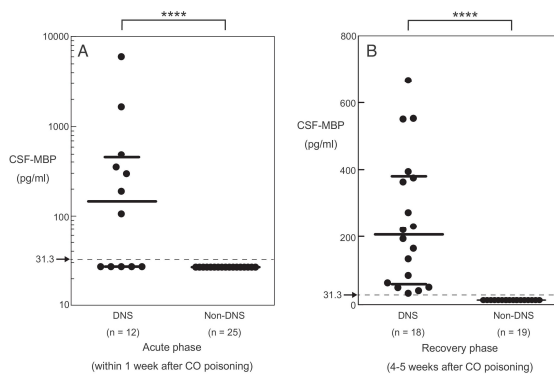 ****
A
10000
1000
CSF-MBP
(pg/ml)
100
31.3
10
DNS
Non-DNS
(n = 12)
(n = 25)
Acute phase
(within 1 week after CO poisoning)
****
B
800
600
CSF-MBP
(pg/ml)
400
200
31.3
0
DNS
Non-DNS
(n = 18)
(n = 19)
Recovery phase
(4-5 weeks after CO poisoning)